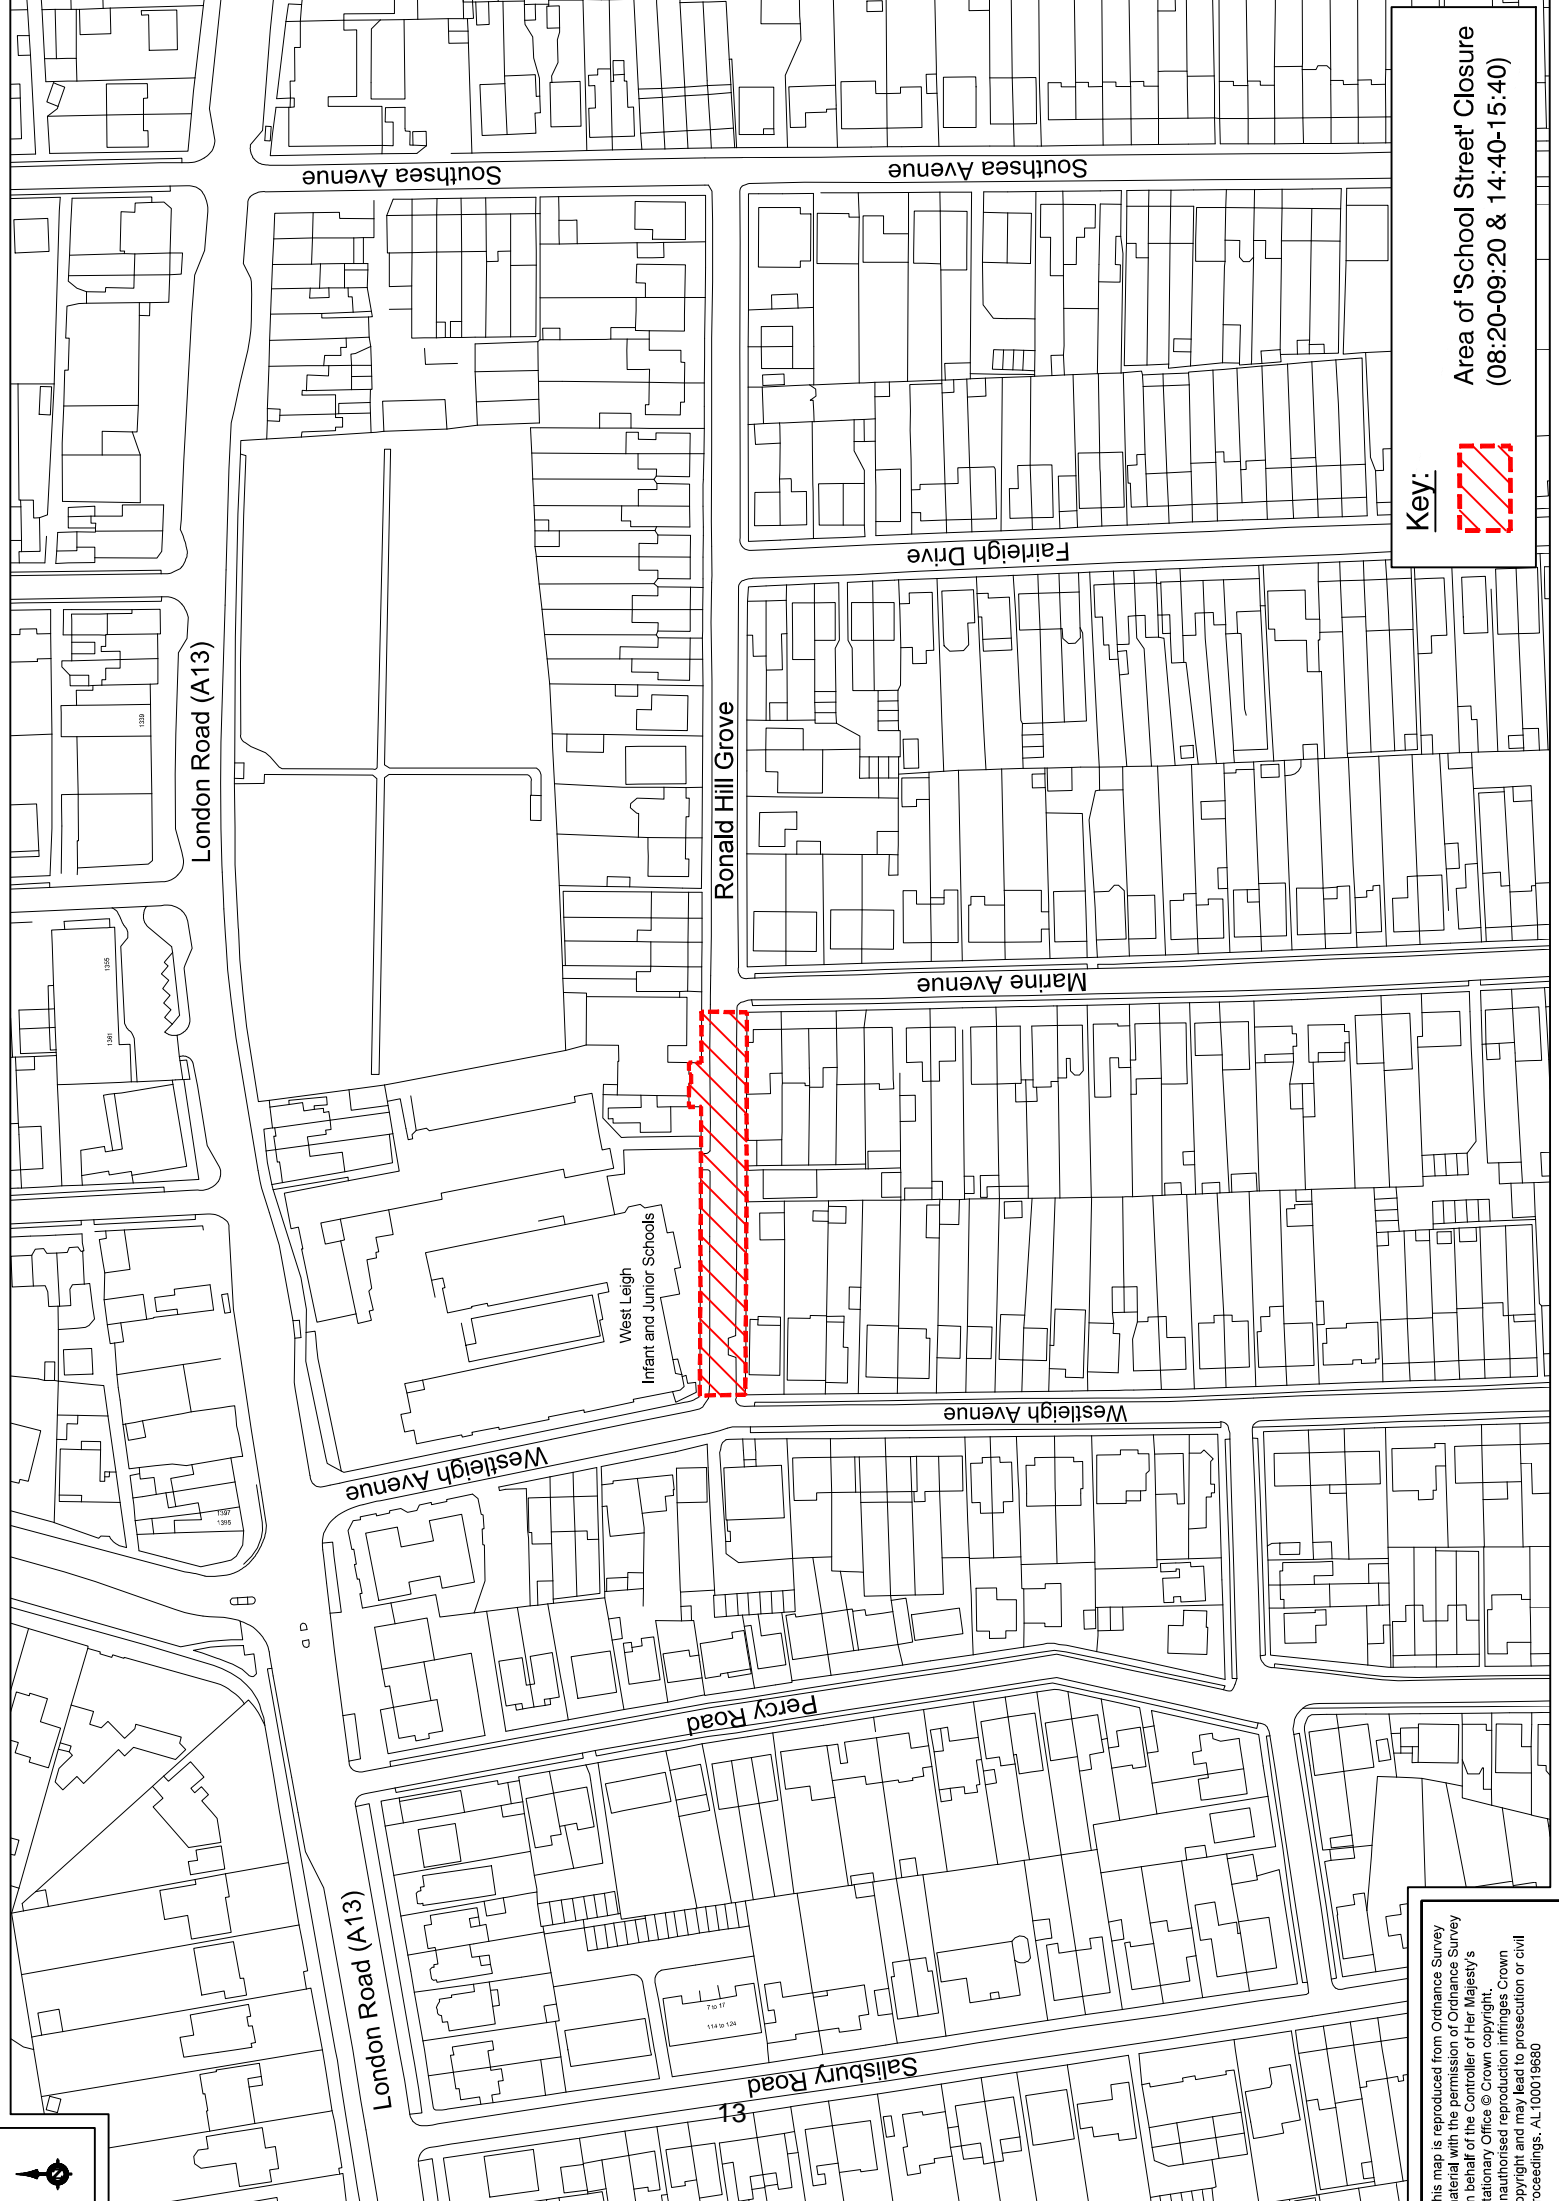 London Road (A13)
London Road (A13)
Southsea Avenue
Southsea Avenue
Ronald Hill Grove
Fairleigh Drive
Marine Avenue
West Leigh
Infant and Junior Schools
Westleigh Avenue
Westleigh Avenue
Percy Road
Salisbury Road
1339
1355
1361
1397
1395
7 to 17
114 to 124
N
Key:
Area of 'School Street' Closure
(08:20-09:20 & 14:40-15:40)
his map is reproduced from Ordnance Survey
aterial with the permission of Ordnance Survey
n behalf of the Controller of Her Majesty's
tationary Office © Crown copyright.
nauthorised reproduction infringes Crown
opyright and may lead to prosecution or civil
roceedings. AL100019680
13